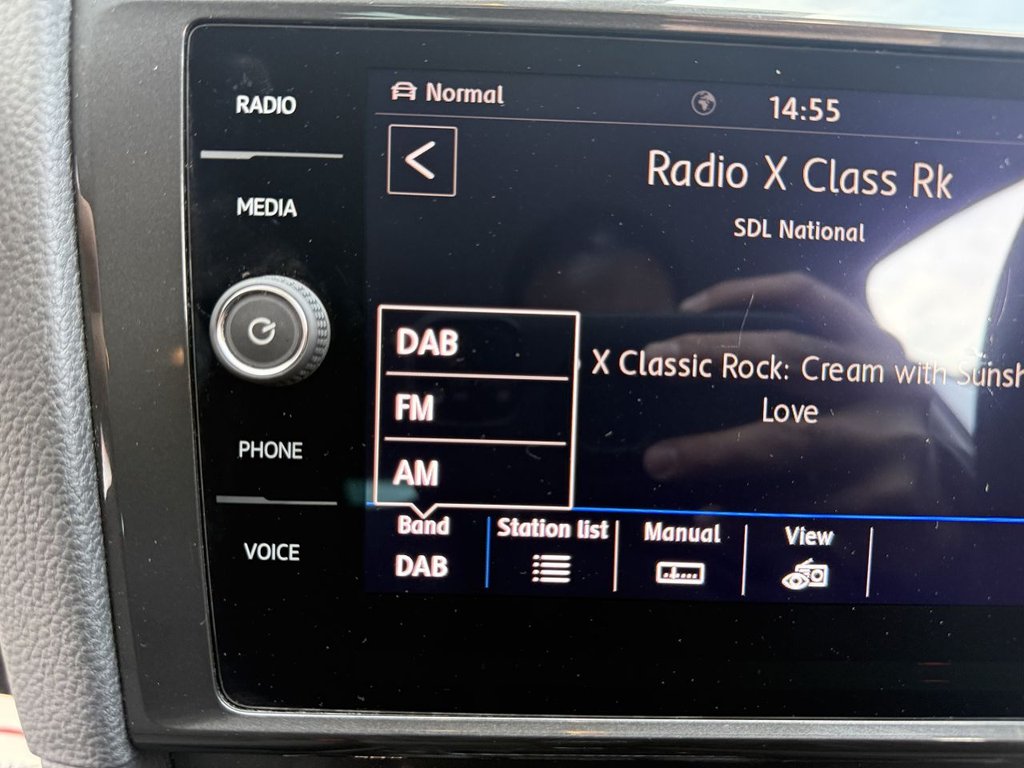 RADIO
MEDIA
PHONE
VOICE
Normal
14:55
Radio X Class Rk
SDL National
X Classic Rock: Cream with Sunsh
Love
DAB
FM
AM
Band
DAB
Station list
Manual
View